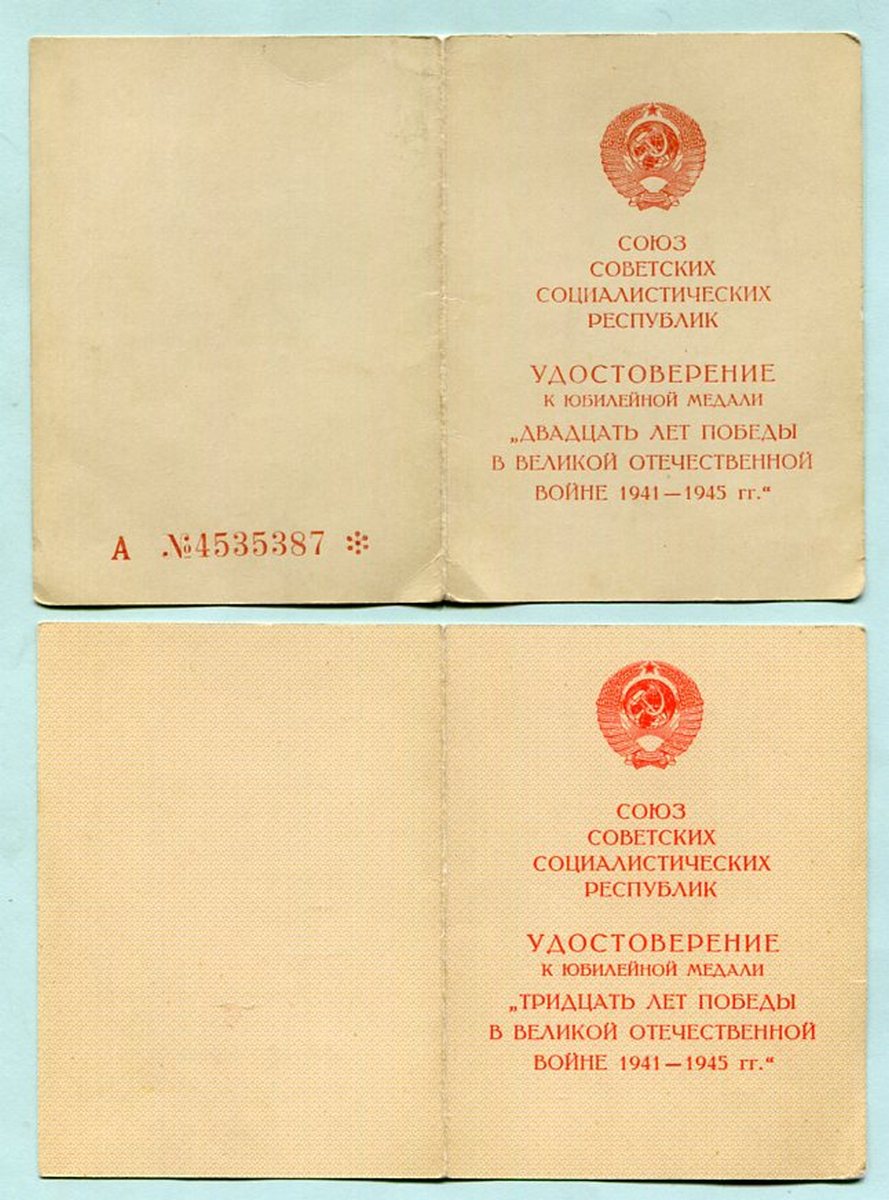 СОЮЗ
СОВЕТСКИХ
СОЦИАЛИСТИЧЕСКИХ
РЕСПУБЛИК
УДОСТОВЕРЕНИЕ
К ЮБИЛЕЙНОЙ МЕДАЛИ
„ДВАДЦАТЬ ЛЕТ ПОБЕДЫ
В ВЕЛИКОЙ ОТЕЧЕСТВЕННОЙ
ВОЙНЕ 1941—1945 гг.“
А №4535387
СОЮЗ
СОВЕТСКИХ
СОЦИАЛИСТИЧЕСКИХ
РЕСПУБЛИК
УДОСТОВЕРЕНИЕ
К ЮБИЛЕЙНОЙ МЕДАЛИ
„ТРИДЦАТЬ ЛЕТ ПОБЕДЫ
В ВЕЛИКОЙ ОТЕЧЕСТВЕННОЙ
ВОЙНЕ 1941—1945 гг.“